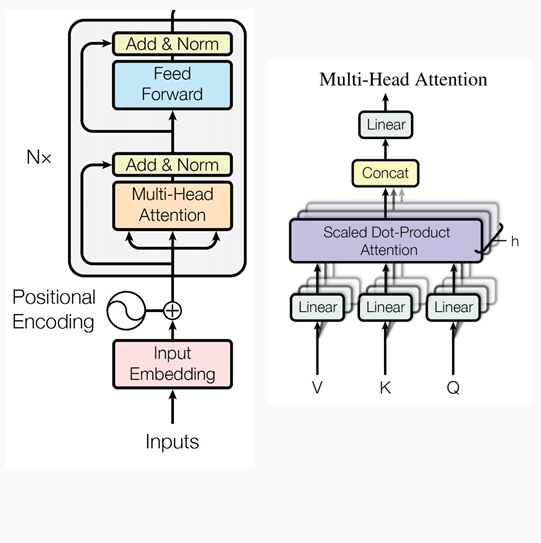 Add & Norm
Feed
Forward
Nx
Add & Norm
Multi-Head
Attention
Positional
Encoding
Input
Embedding
Inputs
Multi-Head Attention
Linear
Concat
Scaled Dot-Product
Attention
h
Linear
Linear
Linear
V
K
Q